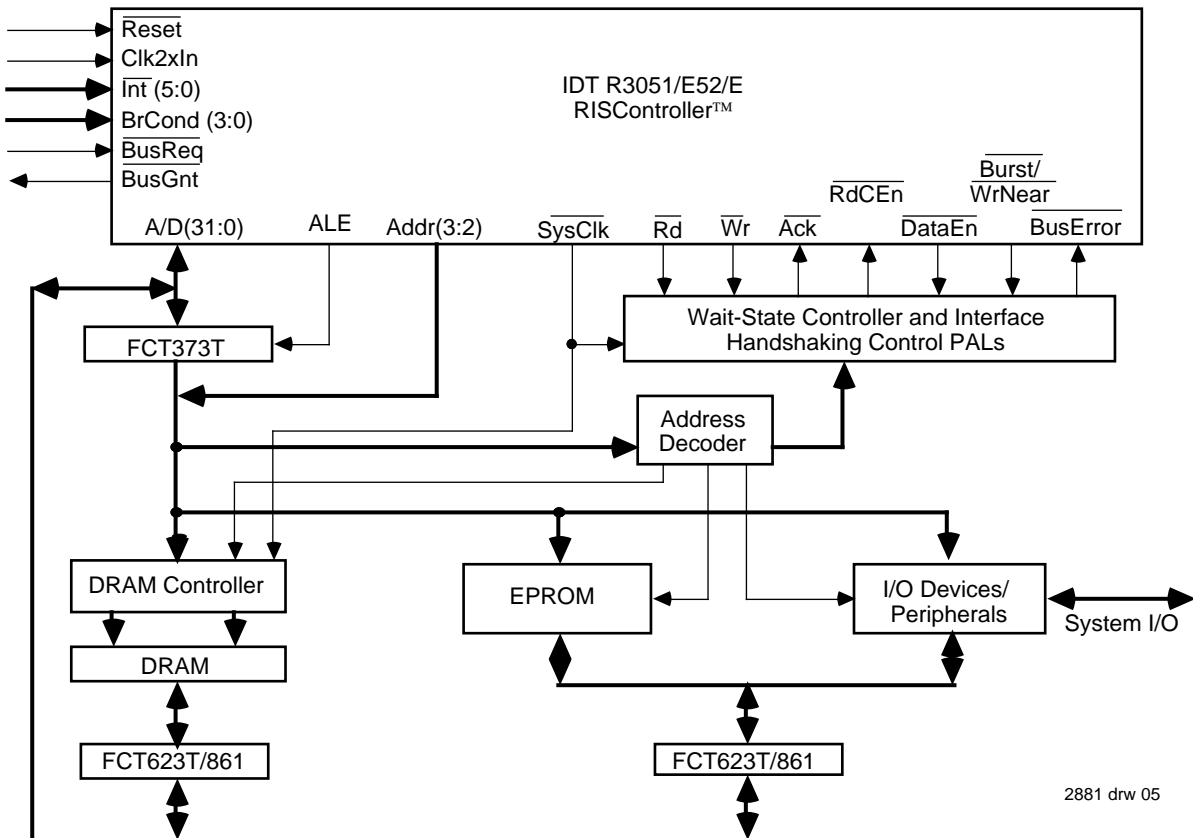 Reset
Clk2xIn
Int (5:0)
BrCond (3:0)
BusReq
BusGnt
IDT R3051/E52/E
RISController™
A/D(31:0)
ALE
Addr(3:2)
SysClk
Rd
Wr
Ack
RdCEn
DataEn
Burst/
WrNear
BusError
FCT373T
Wait-State Controller and Interface
Handshaking Control PALs
Address
Decoder
DRAM Controller
EPROM
I/O Devices/
Peripherals
System I/O
DRAM
FCT623T/861
FCT623T/861
2881 drw 05